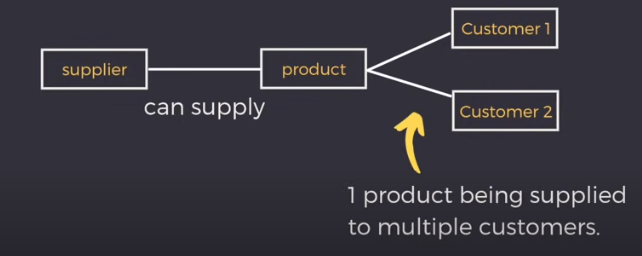 Customer 1
supplier
product
can supply
Customer 2
1 product being supplied
to multiple customers.